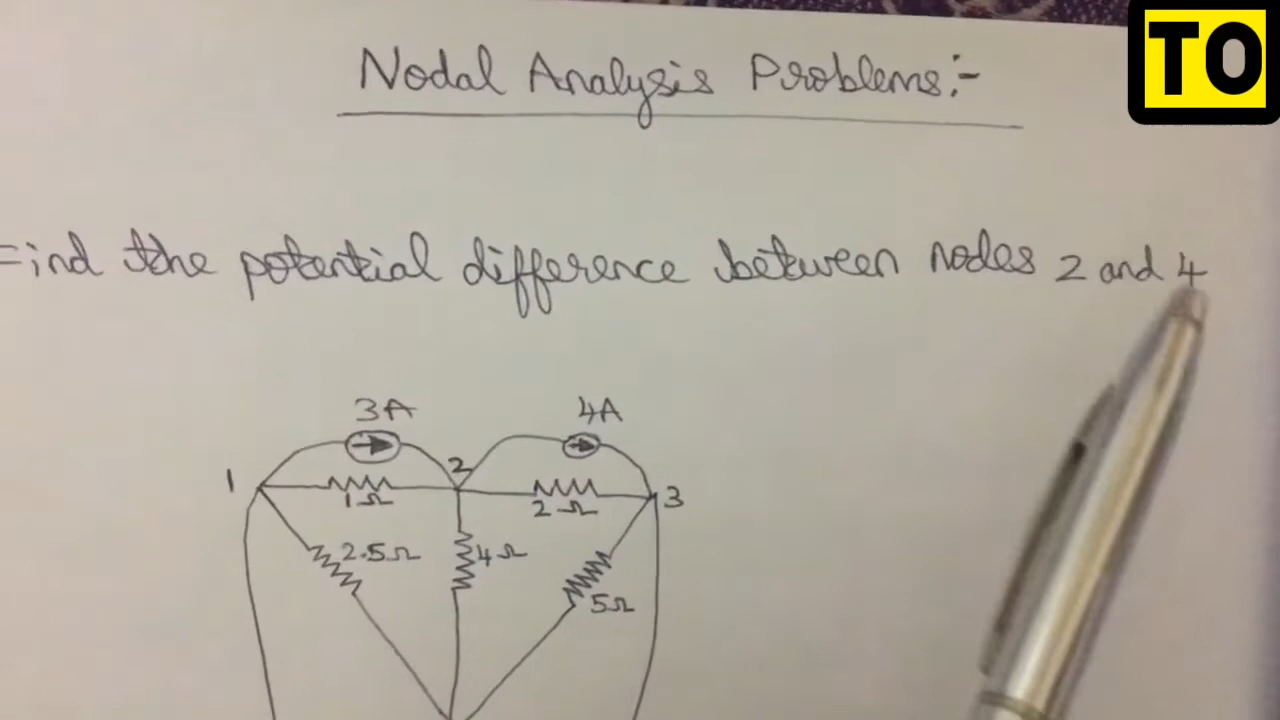 TO
Nodal Analysis Problems:-
Find the potential difference between nodes 2 and 4
3A 4A
1 2 3
1Ω 2Ω
2.5Ω 4Ω
5Ω